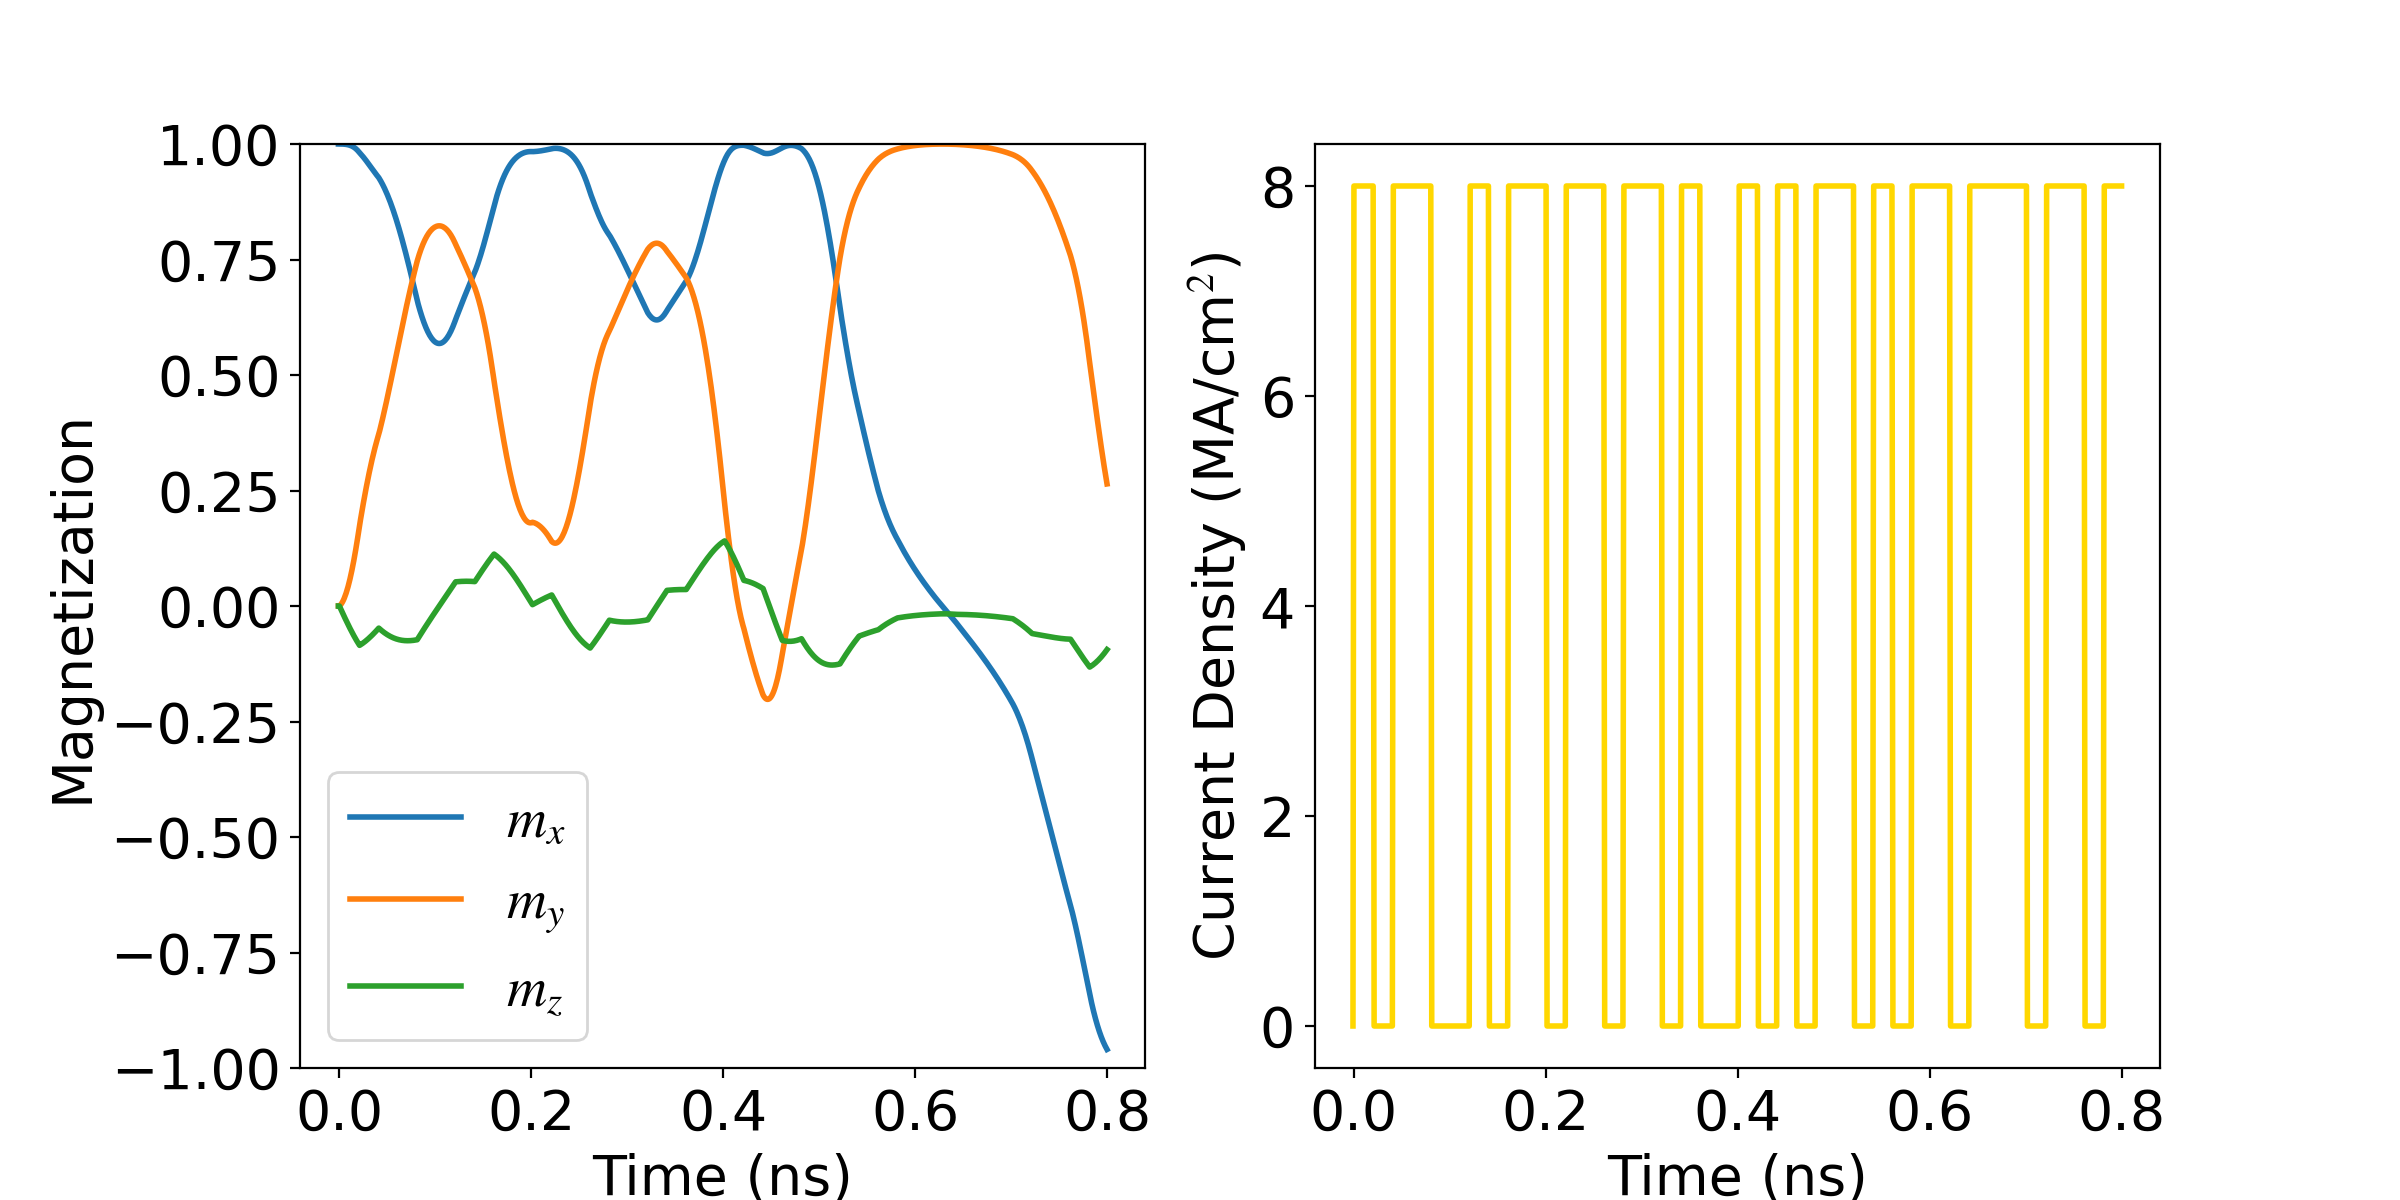 Magnetization
1.00
0.75
0.50
0.25
0.00
−0.25
−0.50
−0.75
−1.00
m_x
m_y
m_z
0.0 0.2 0.4 0.6 0.8
Time (ns)
Current Density (MA/cm²)
8
6
4
2
0
0.0 0.2 0.4 0.6 0.8
Time (ns)